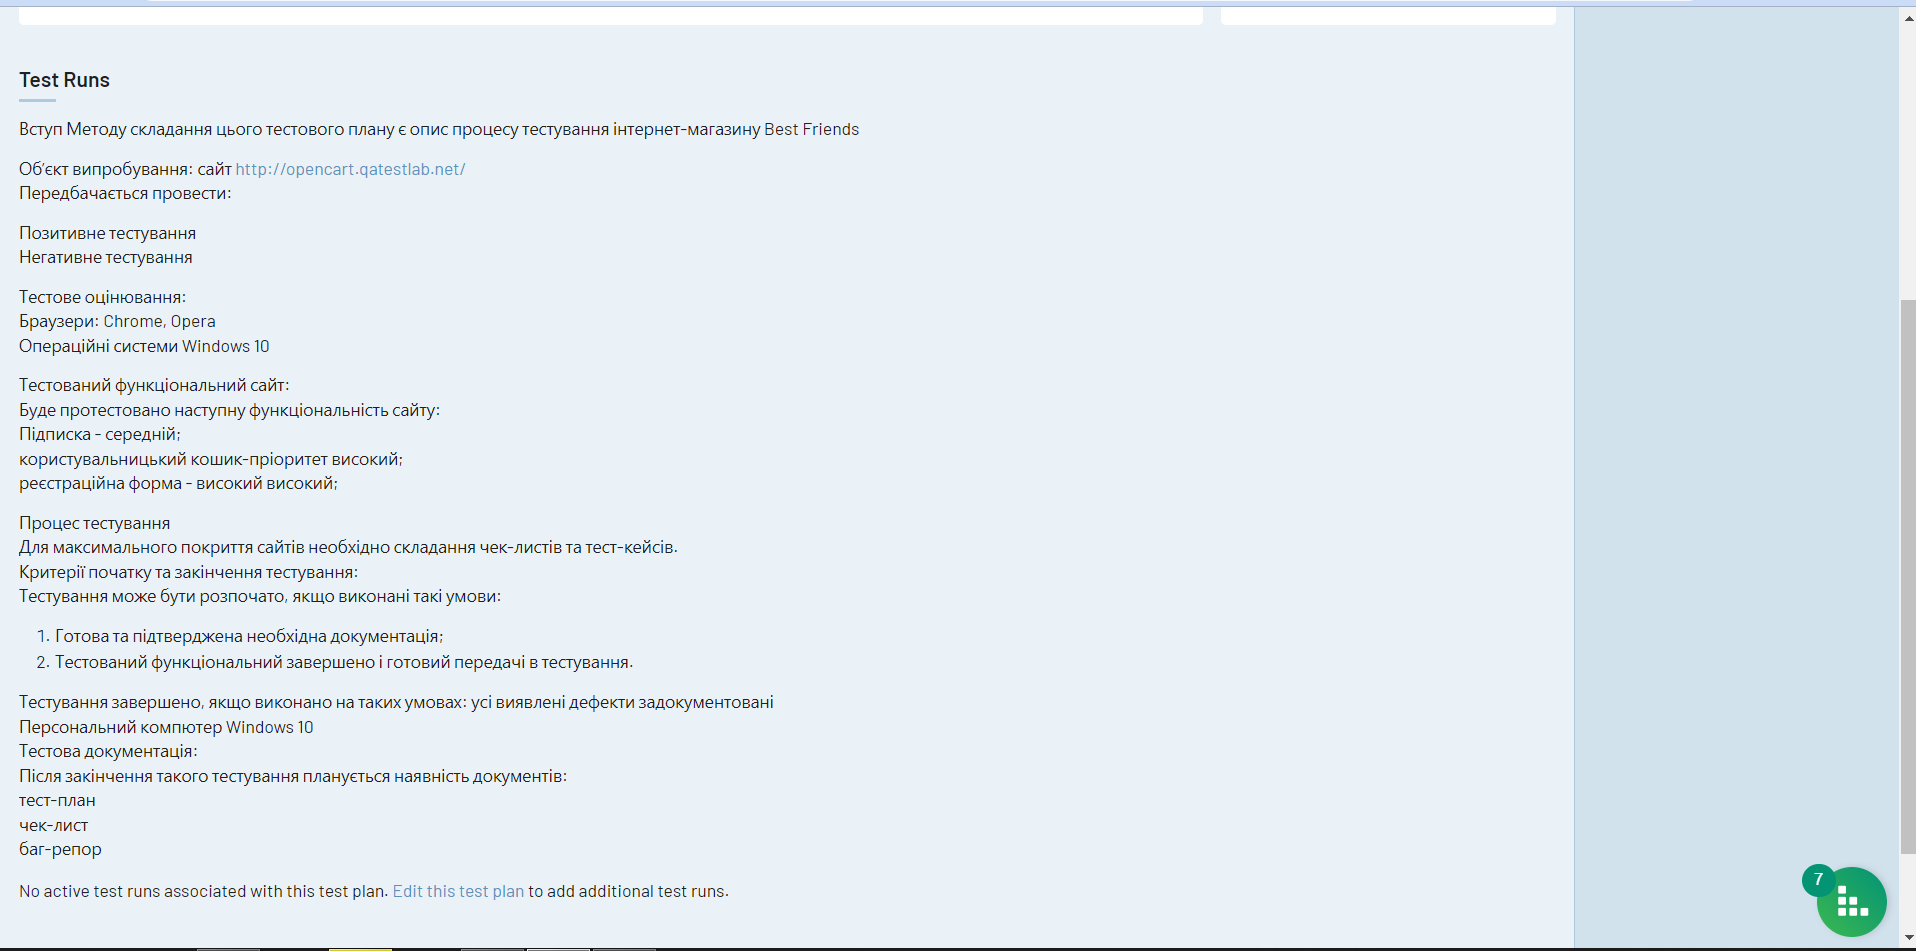 Test Runs
Вступ Методу складання цього тестового плану є опис процесу тестування інтернет-магазину Best Friends
Об'єкт випробування: сайт http://opencart.qatestlab.net/
Передбачається провести:
Позитивне тестування
Негативне тестування
Тестове оцінювання:
Браузери: Chrome, Opera
Операційні системи Windows 10
Тестований функціональний сайт:
Буде протестовано наступну функціональність сайту:
Підписка - середній;
користувальницький кошик-пріоритет високий;
реєстраційна форма - високий високий;
Процес тестування
Для максимального покриття сайтів необхідно складання чек-листів та тест-кейсів.
Критерії початку та закінчення тестування:
Тестування може бути розпочато, якщо виконані такі умови:
1. Готова та підтверджена необхідна документація;
2. Тестований функціональний завершено і готовий передачі в тестування.
Тестування завершено, якщо виконано на таких умовах: усі виявлені дефекти задокументовані
Персональний компютер Windows 10
Тестова документація:
Після закінчення такого тестування планується наявність документів:
тест-план
чек-лист
баг-репор
No active test runs associated with this test plan. Edit this test plan to add additional test runs.
7